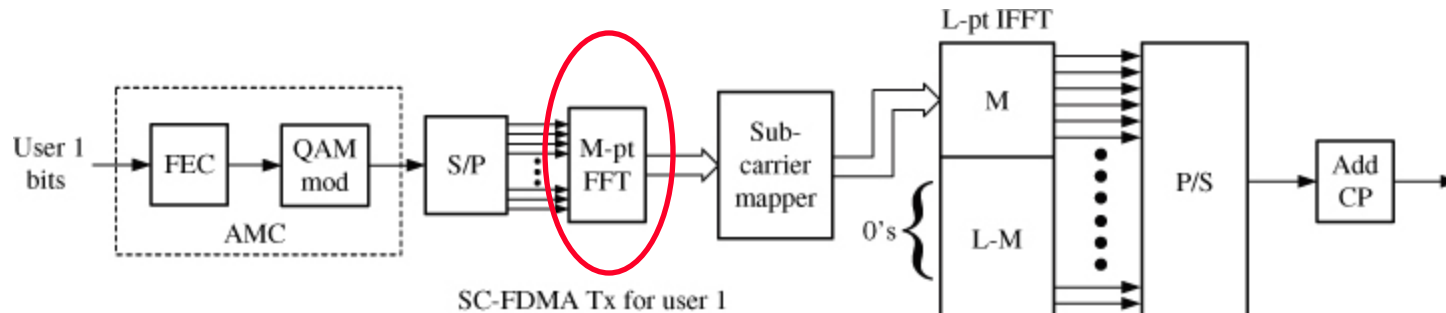 L-pt IFFT
User 1
bits
FEC
QAM
mod
AMC
S/P
M-pt
FFT
Sub-
carrier
mapper
M
0's
L-M
P/S
Add
CP
SC-FDMA Tx for user 1